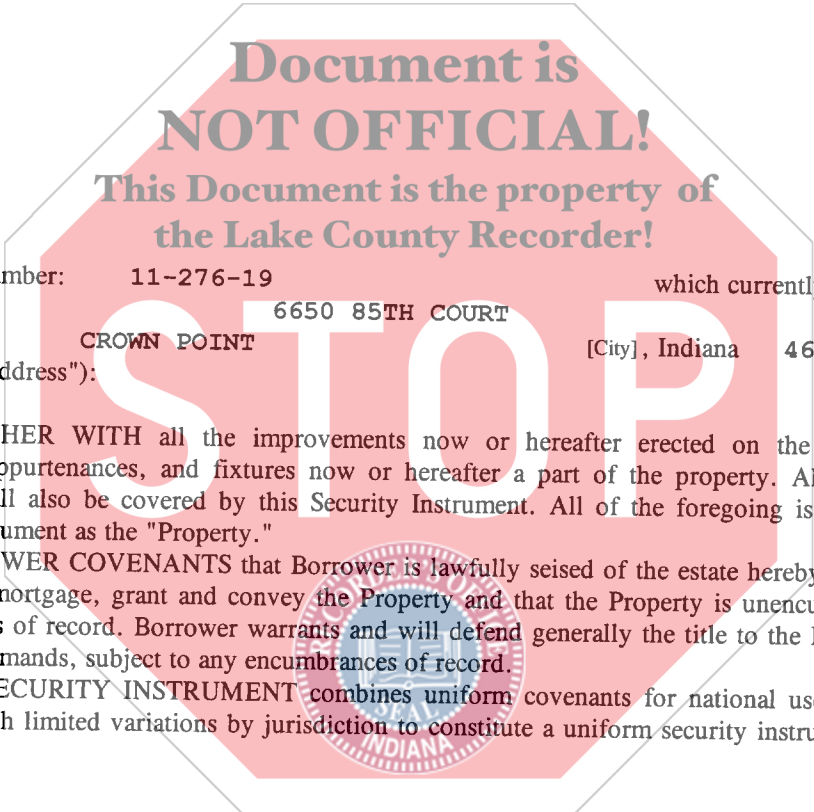 Document is
NOT OFFICIAL!
This Document is the property of
the Lake County Recorder!
mber: 11-276-19 which currently
6650 85TH COURT
CROWN POINT [City], Indiana 46
ddress"):
STOP
HER WITH all the improvements now or hereafter erected on the
ppurtenances, and fixtures now or hereafter a part of the property. Al
ll also be covered by this Security Instrument. All of the foregoing is
ument as the "Property."
WER COVENANTS that Borrower is lawfully seised of the estate hereby
mortgage, grant and convey the Property and that the Property is unencu
s of record. Borrower warrants and will defend generally the title to the
mands, subject to any encumbrances of record.
ECURITY INSTRUMENT combines uniform covenants for national us
h limited variations by jurisdiction to constitute a uniform security instru
SEAL
INDIANA